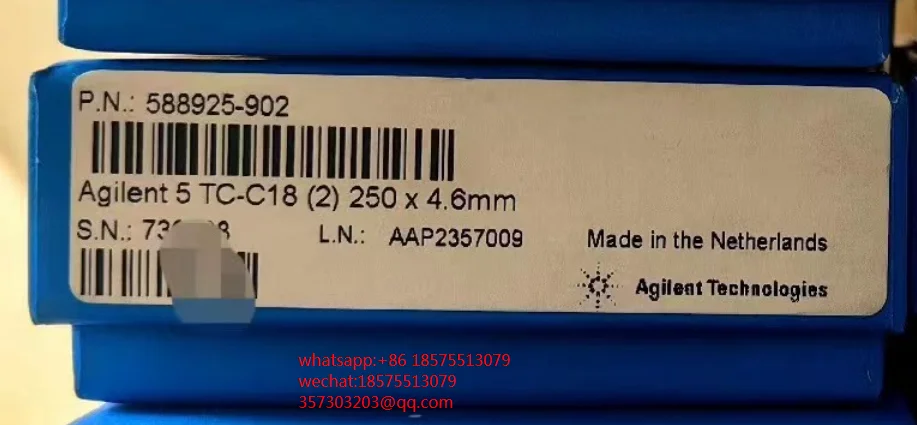 P.N.: 588925-902
Agilent 5 TC-C18 (2) 250 x 4.6mm
S.N.: 73
L.N.: AAP2357009
Made in the Netherlands
Agilent Technologies
whatsapp:+86 18575513079
wechat:18575513079
357303203@qq.com